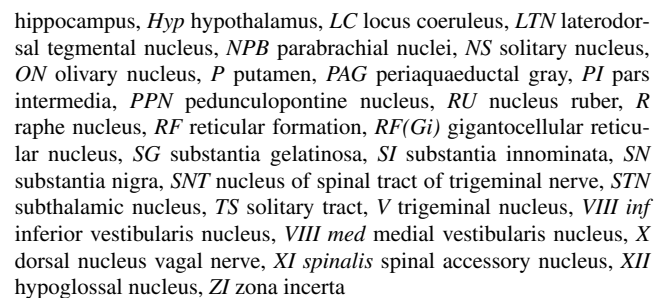 hippocampus, Hyp hypothalamus, LC locus coeruleus, LTN laterodor-
sal tegmental nucleus, NPB parabrachial nuclei, NS solitary nucleus,
ON olivary nucleus, P putamen, PAG periaquaeductal gray, PI pars
intermedia, PPN pedunculopontine nucleus, RU nucleus ruber, R
raphe nucleus, RF reticular formation, RF(Gi) gigantocellular reticu-
lar nucleus, SG substantia gelatinosa, SI substantia innominata, SN
substantia nigra, SNT nucleus of spinal tract of trigeminal nerve, STN
subthalamic nucleus, TS solitary tract, V trigeminal nucleus, VIII inf
inferior vestibularis nucleus, VIII med medial vestibularis nucleus, X
dorsal nucleus vagal nerve, XI spinalis spinal accessory nucleus, XII
hypoglossal nucleus, ZI zona incerta